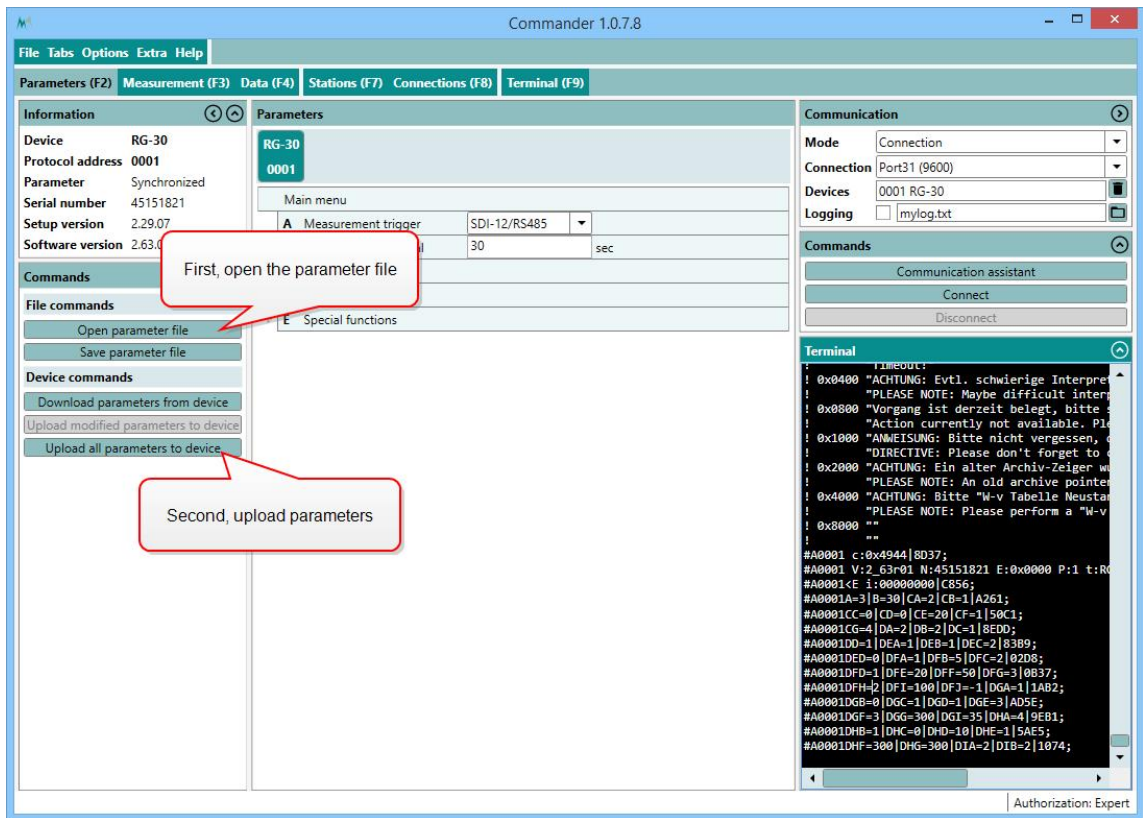 Commander 1.0.7.8
File Tabs Options Extra Help
Parameters (F2) Measurement (F3) Data (F4) Stations (F7) Connections (F8) Terminal (F9)
Information
Device RG-30
Protocol address 0001
Parameter Synchronized
Serial number 45151821
Setup version 2.29.07
Software version 2.63.0
Commands
File commands
Open parameter file
Save parameter file
Device commands
Download parameters from device
Upload modified parameters to device
Upload all parameters to device
First, open the parameter file
Second, upload parameters
Parameters
RG-30
0001
Main menu
A Measurement trigger SDI-12/RS485
30 sec
E Special functions
Communication
Mode Connection
Connection Port31 (9600)
Devices 0001 RG-30
Logging mylog.txt
Commands
Communication assistant
Connect
Disconnect
Terminal
! Timeout!
! 0x0400 "ACHTUNG: Evtl. schwierige Interpret
! "PLEASE NOTE: Maybe difficult interp
! 0x0800 "Vorgang ist derzeit belegt, bitte s
! "Action currently not available. Ple
! 0x1000 "ANWEISUNG: Bitte nicht vergessen, d
! "DIRECTIVE: Please don't forget to d
! 0x2000 "ACHTUNG: Ein alter Archiv-Zeiger wu
! "PLEASE NOTE: An old archive pointer
! 0x4000 "ACHTUNG: Bitte "W-v Tabelle Neustar
! "PLEASE NOTE: Please perform a "W-v
! 0x8000 ""
! ""
#A0001 c:0x4944|8D37;
#A0001 V:2_63r01 N:45151821 E:0x0000 P:1 t:RG
#A0001<E i:00000000|C856;
#A0001A=3|B=30|CA=2|CB=1|A261;
#A0001CC=0|CD=0|CE=20|CF=1|50C1;
#A0001CG=4|DA=2|DB=2|DC=1|8EDD;
#A0001DD=1|DEA=1|DEB=1|DEC=2|83B9;
#A0001DED=0|DFA=1|DFB=5|DFC=2|02D8;
#A0001DFD=1|DFE=20|DFF=50|DFG=3|0B37;
#A0001DFH=2|DFI=100|DFJ=-1|DGA=1|1AB2;
#A0001DGB=0|DGC=1|DGD=1|DGE=3|AD5E;
#A0001DGF=3|DGG=300|DGI=35|DHA=4|9EB1;
#A0001DHB=1|DHC=0|DHD=10|DHE=1|5AE5;
#A0001DHF=300|DHG=300|DIA=2|DIB=2|1074;
Authorization: Expert